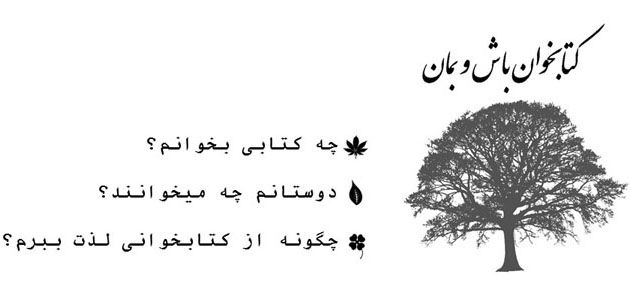 کتابخوان باش و بمان
چه کتابی بخوانم؟
دوستانم چه میخوانند؟
چگونه از کتابخوانی لذت ببرم؟